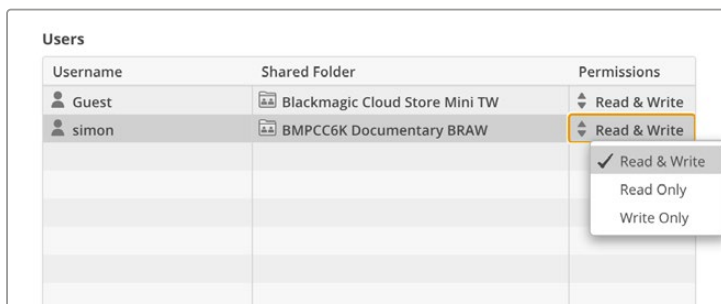 Users
Username Shared Folder Permissions
Guest Blackmagic Cloud Store Mini TW Read & Write
simon BMPCC6K Documentary BRAW Read & Write
Read & Write
Read Only
Write Only